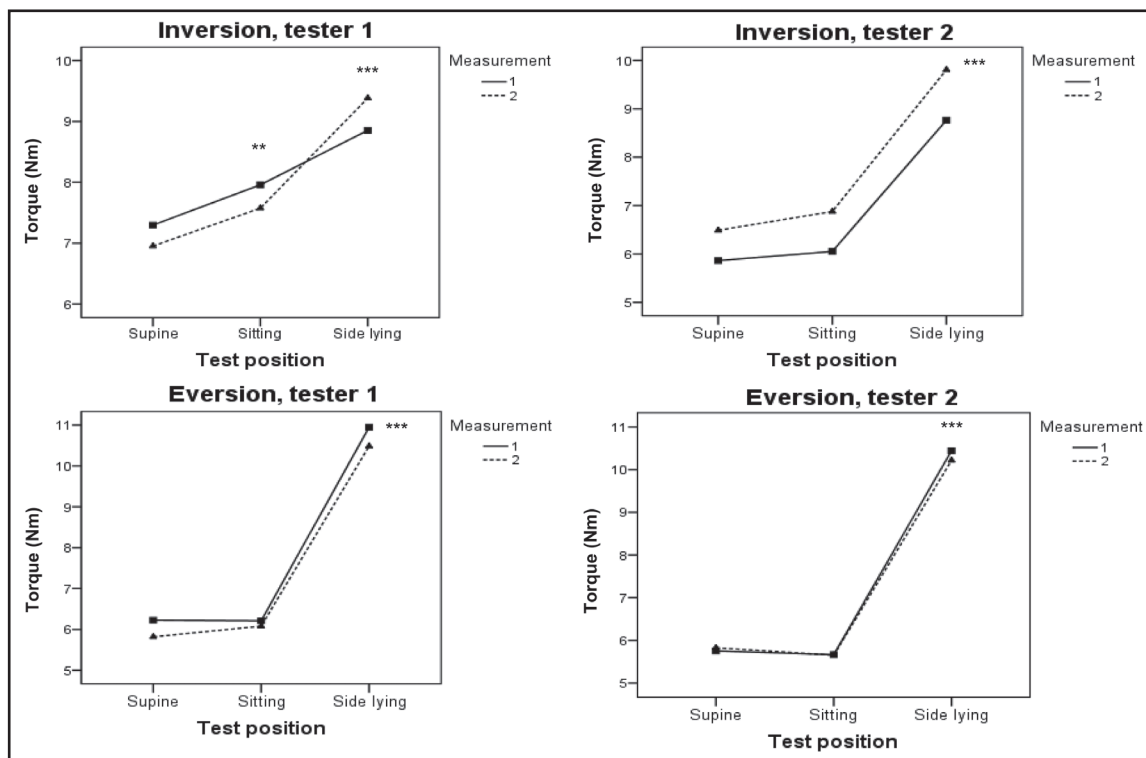 Inversion, tester 1
10
9
8
7
6
Torque (Nm)
***
**
Supine
Sitting
Side lying
Test position
Measurement
1
2
Inversion, tester 2
10
9
8
7
6
5
Torque (Nm)
***
Supine
Sitting
Side lying
Test position
Measurement
1
2
Eversion, tester 1
11
10
9
8
7
6
5
Torque (Nm)
***
Supine
Sitting
Side lying
Test position
Measurement
1
2
Eversion, tester 2
11
10
9
8
7
6
5
Torque (Nm)
***
Supine
Sitting
Side lying
Test position
Measurement
1
2